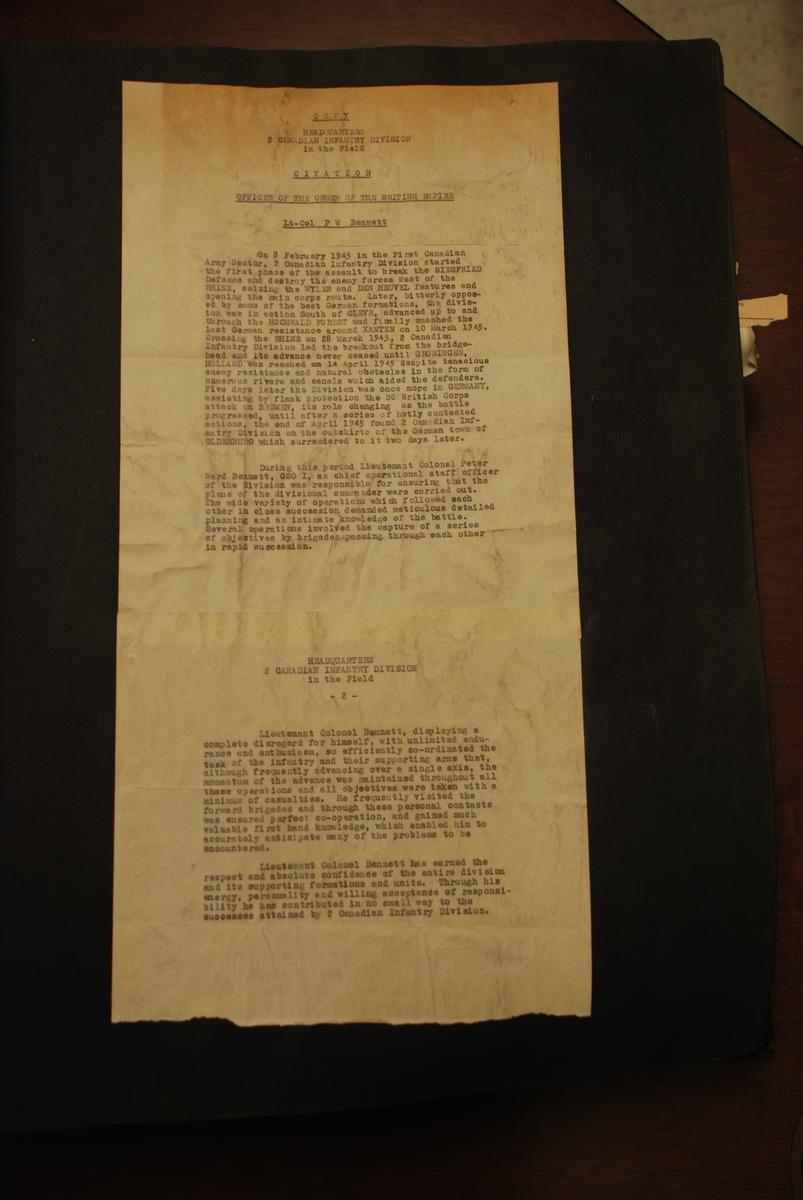 COPY
HEADQUARTERS
2 CANADIAN INFANTRY DIVISION
in the Field
CITATION
OFFICER OF THE ORDER OF THE BRITISH EMPIRE
Lt-Col P W Bennett
On 8 February 1945 in the First Canadian
Army Sector, 2 Canadian Infantry Division started
the first phase of the assault to break the SIEGFRIED
Defence and destroy the enemy forces West of the
RHINE, seizing the WYLER and DEN HEUVEL features and
opening the main corps route. Later, bitterly oppos-
ed by some of the best German formations, the divis-
ion was in action South of CLEVE, advanced up to and
through the HOCHWALD FOREST and finally smashed the
last German resistance around XANTEN on 10 March 1945.
Crossing the RHINE on 28 March 1945, 2 Canadian
Infantry Division led the breakout from the bridge-
head and its advance never ceased until GRONINGEN,
HOLLAND was reached on 14 April 1945 despite tenacious
enemy resistance and natural obstacles in the form of
numerous rivers and canals which aided the defenders.
Five days later the Division was once more in GERMANY,
assisting by flank protection the 30 British Corps
attack on BREMEN, its role changing as the battle
progressed, until after a series of hotly contested
actions, the end of April 1945 found 2 Canadian Inf-
antry Division on the outskirts of the German town of
OLDENBURG which surrendered to it two days later.
During this period Lieutenant Colonel Peter
Ward Bennett, GSO I, as chief operational staff officer
of the division was responsible for ensuring that the
plans of the divisional commander were carried out.
The wide variety of operations which followed each
other in close succession demanded meticulous detailed
planning and an intimate knowledge of the battle.
Several operations involved the capture of a series
of objectives by brigades passing through each other
in rapid succession.
HEADQUARTERS
2 CANADIAN INFANTRY DIVISION
in the Field
- 2 -
Lieutenant Colonel Bennett, displaying a
complete disregard for himself, with unlimited endu-
rance and enthusiasm, so efficiently co-ordinated the
task of the infantry and their supporting arms that,
although frequently advancing over a single axis, the
momentum of the advance was maintained throughout all
these operations and all objectives were taken with a
minimum of casualties. He frequently visited the
forward brigades and through these personal contacts
was ensured perfect co-operation, and gained much
valuable first hand knowledge, which enabled him to
accurately anticipate many of the problems to be
encountered.
Lieutenant Colonel Bennett has earned the
respect and absolute confidence of the entire division
and its supporting formations and units. Through his
energy, personality and willing acceptance of responsi-
bility he has contributed in no small way to the
successes attained by 2 Canadian Infantry Division.